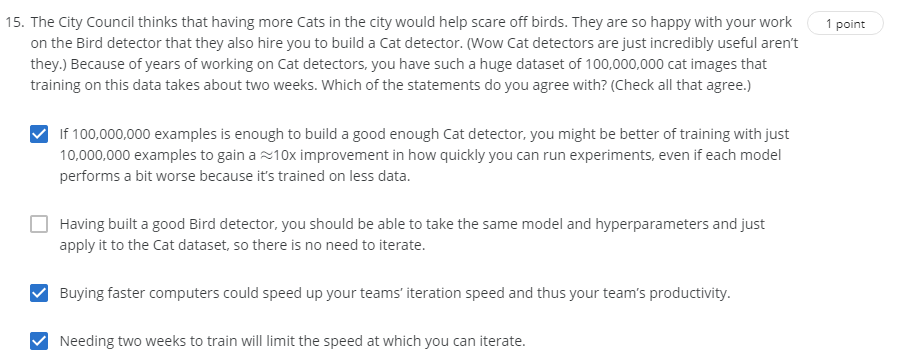 15. The City Council thinks that having more Cats in the city would help scare off birds. They are so happy with your work
1 point
on the Bird detector that they also hire you to build a Cat detector. (Wow Cat detectors are just incredibly useful aren’t
they.) Because of years of working on Cat detectors, you have such a huge dataset of 100,000,000 cat images that
training on this data takes about two weeks. Which of the statements do you agree with? (Check all that agree.)
If 100,000,000 examples is enough to build a good enough Cat detector, you might be better of training with just
10,000,000 examples to gain a ≈10x improvement in how quickly you can run experiments, even if each model
performs a bit worse because it’s trained on less data.
Having built a good Bird detector, you should be able to take the same model and hyperparameters and just
apply it to the Cat dataset, so there is no need to iterate.
Buying faster computers could speed up your teams’ iteration speed and thus your team’s productivity.
Needing two weeks to train will limit the speed at which you can iterate.